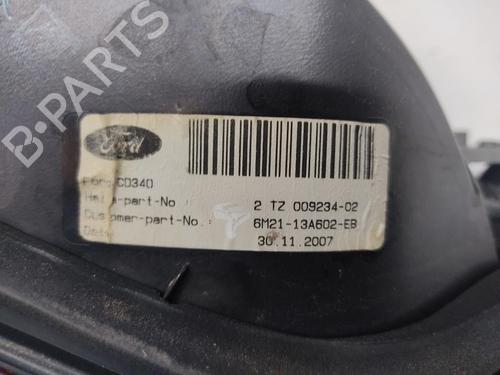 B-PARTS
Ford
Ford CD340
Hella-part-No 2 TZ 009234-02
Customer-part-No.: 6M21-13A602-EB
Date 30.11.2007